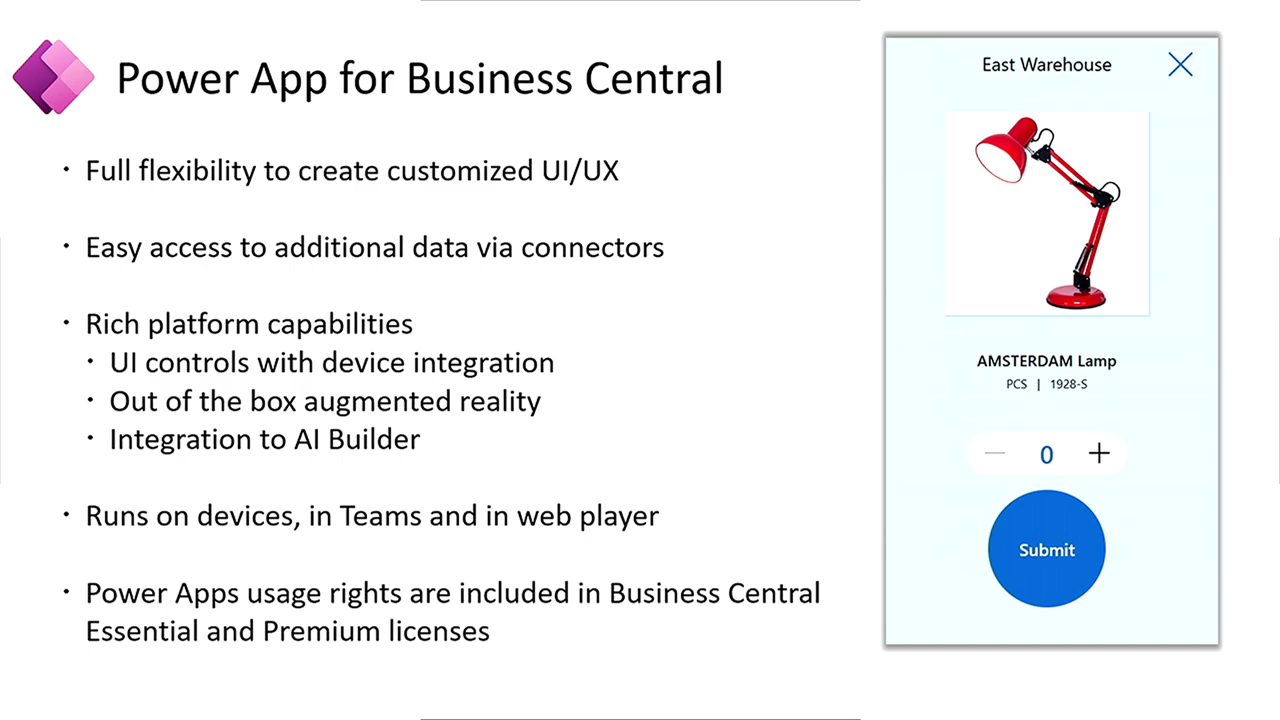 Power App for Business Central
· Full flexibility to create customized UI/UX
· Easy access to additional data via connectors
· Rich platform capabilities
· UI controls with device integration
· Out of the box augmented reality
· Integration to AI Builder
· Runs on devices, in Teams and in web player
· Power Apps usage rights are included in Business Central
Essential and Premium licenses
East Warehouse
AMSTERDAM Lamp
PCS | 1928-S
0
Submit